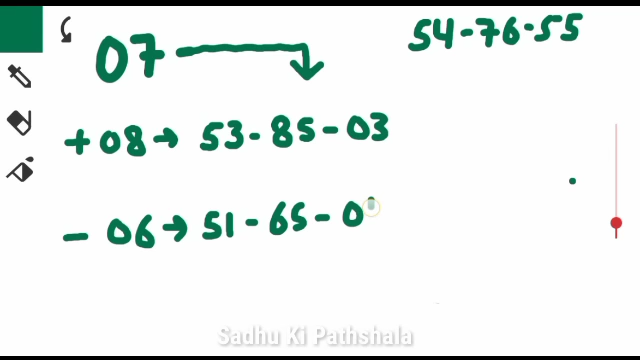 07 54-76-55
+08→ 53-85-03
- 06→ 51-65-0
Sadhu Ki Pathshala